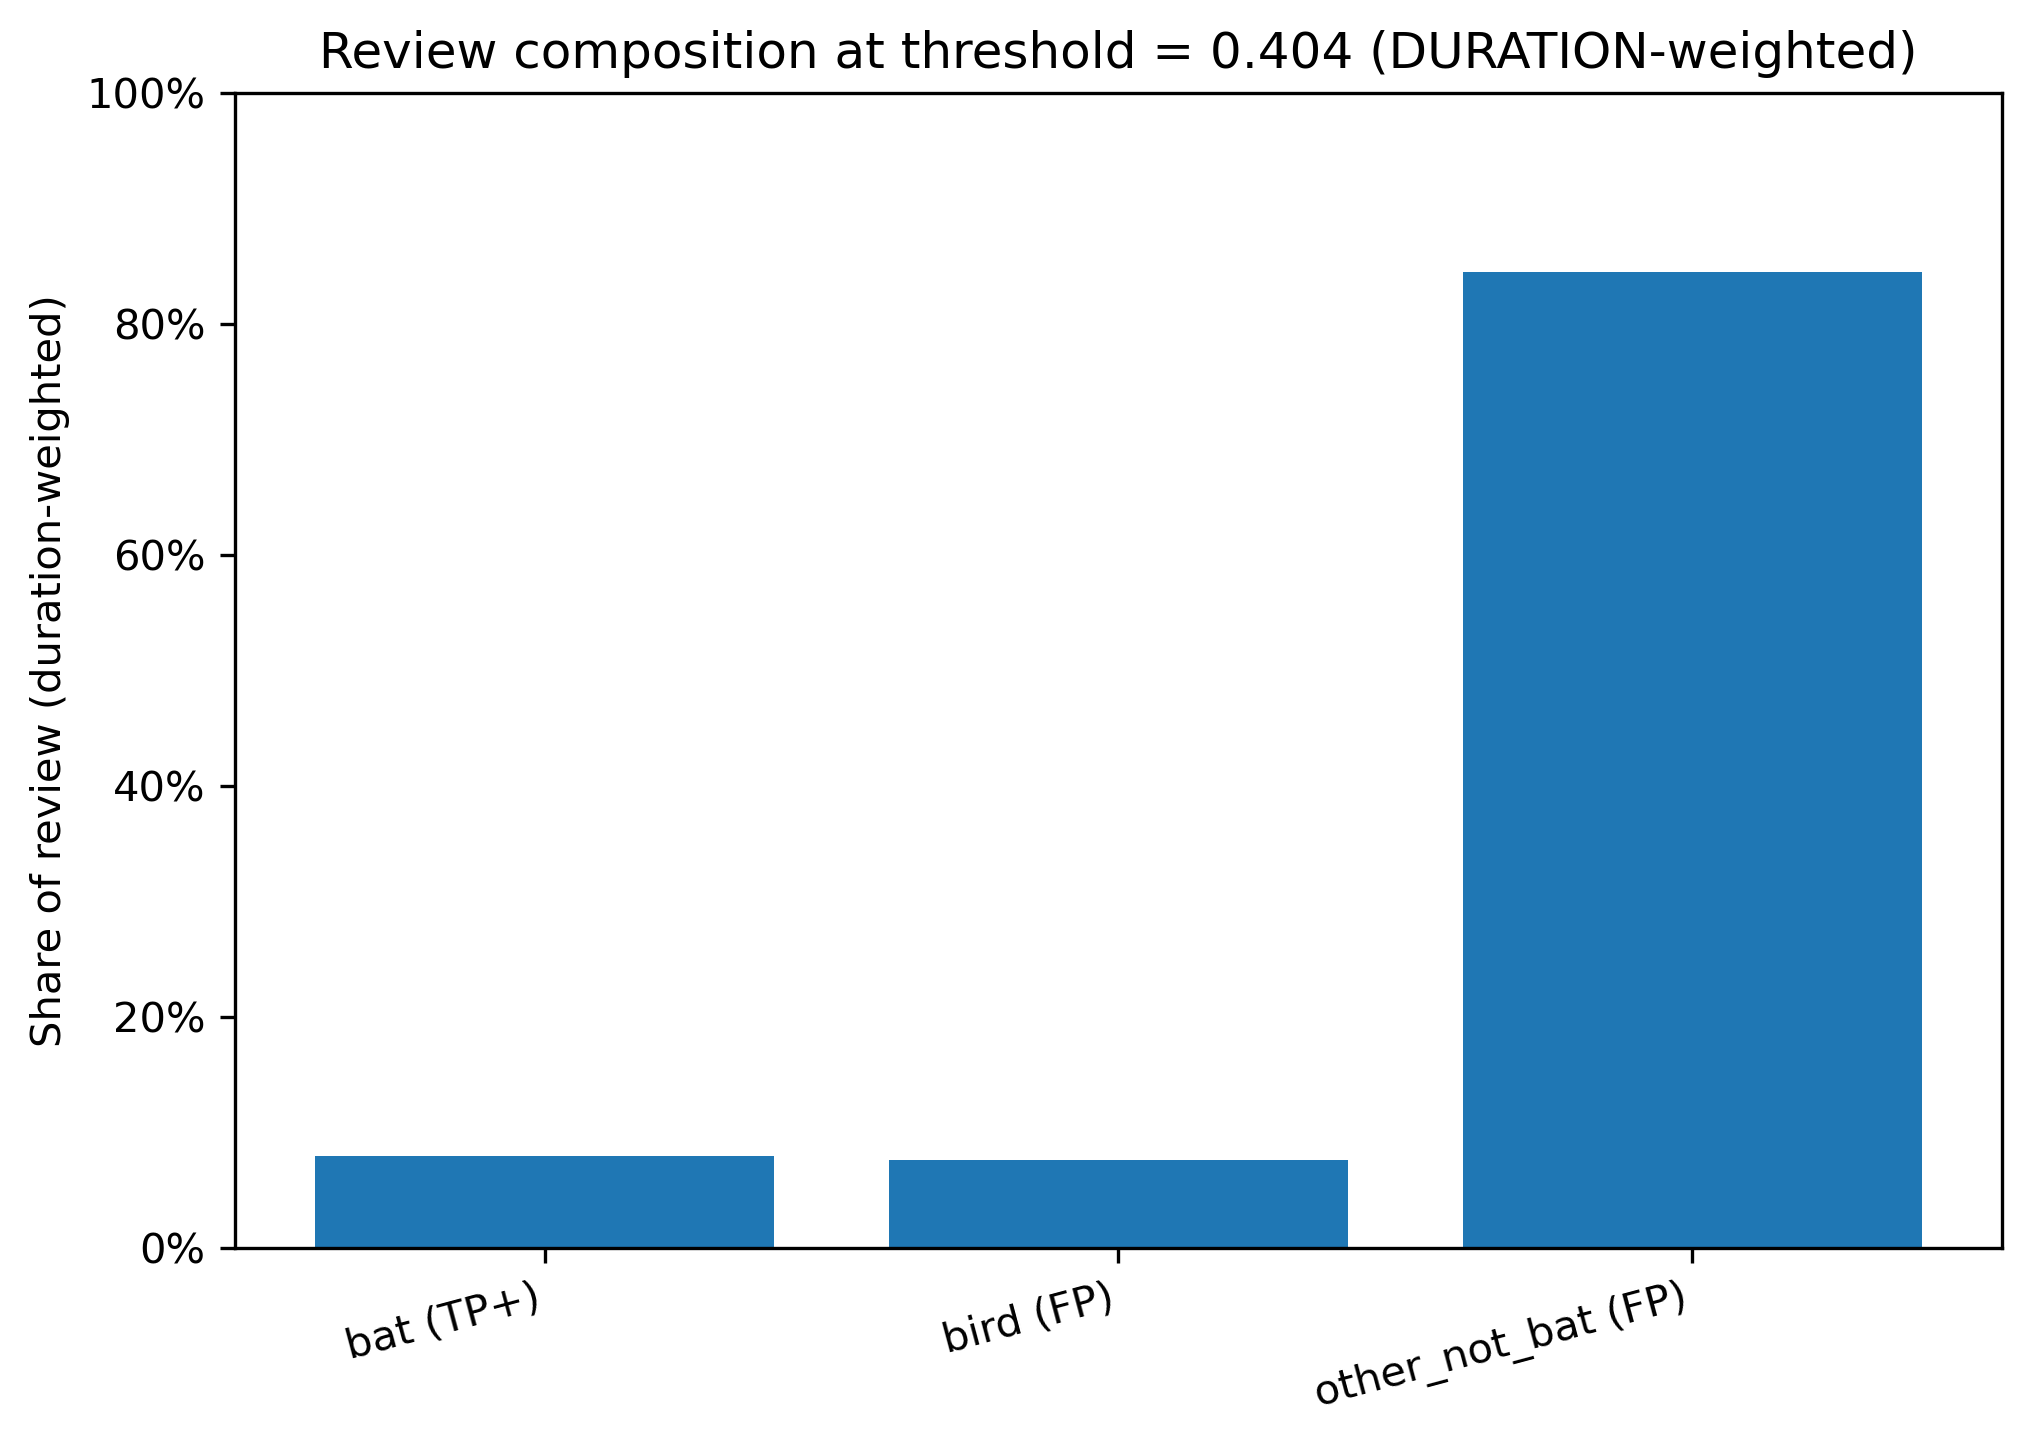 Review composition at threshold = 0.404 (DURATION-weighted)
Share of review (duration-weighted)
100%
80%
60%
40%
20%
0%
bat (TP+)
bird (FP)
other_not_bat (FP)